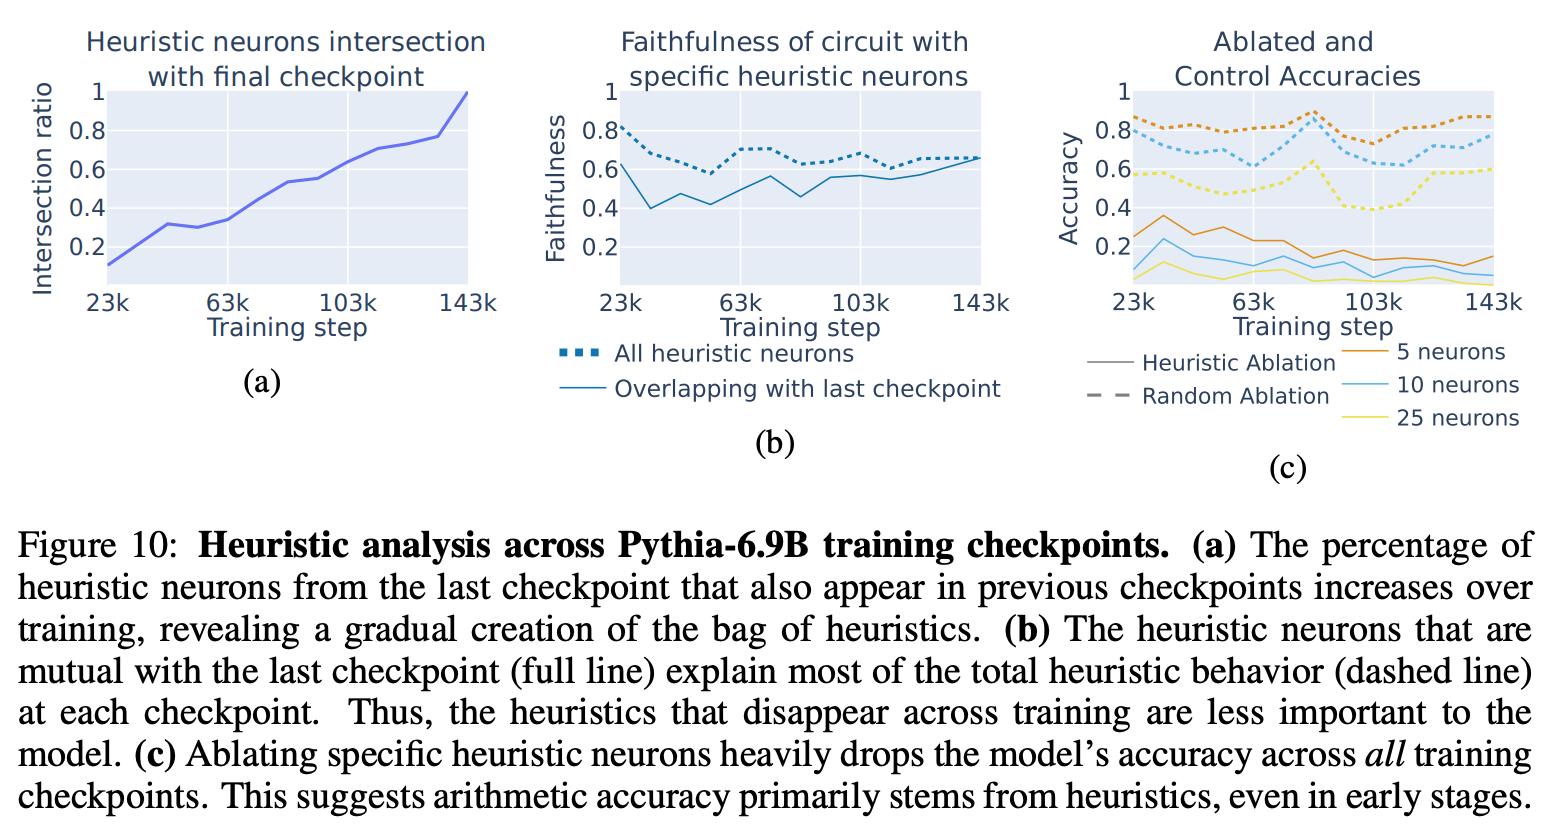 Heuristic neurons intersection
with final checkpoint
Intersection ratio
1
0.8
0.6
0.4
0.2
23k 63k 103k 143k
Training step
(a)
Faithfulness of circuit with
specific heuristic neurons
Faithfulness
1
0.8
0.6
0.4
0.2
23k 63k 103k 143k
Training step
All heuristic neurons
Overlapping with last checkpoint
(b)
Ablated and
Control Accuracies
Accuracy
1
0.8
0.6
0.4
0.2
23k 63k 103k 143k
Training step
Heuristic Ablation
Random Ablation
5 neurons
10 neurons
25 neurons
(c)
Figure 10: Heuristic analysis across Pythia-6.9B training checkpoints. (a) The percentage of
heuristic neurons from the last checkpoint that also appear in previous checkpoints increases over
training, revealing a gradual creation of the bag of heuristics. (b) The heuristic neurons that are
mutual with the last checkpoint (full line) explain most of the total heuristic behavior (dashed line)
at each checkpoint. Thus, the heuristics that disappear across training are less important to the
model. (c) Ablating specific heuristic neurons heavily drops the model's accuracy across all training
checkpoints. This suggests arithmetic accuracy primarily stems from heuristics, even in early stages.